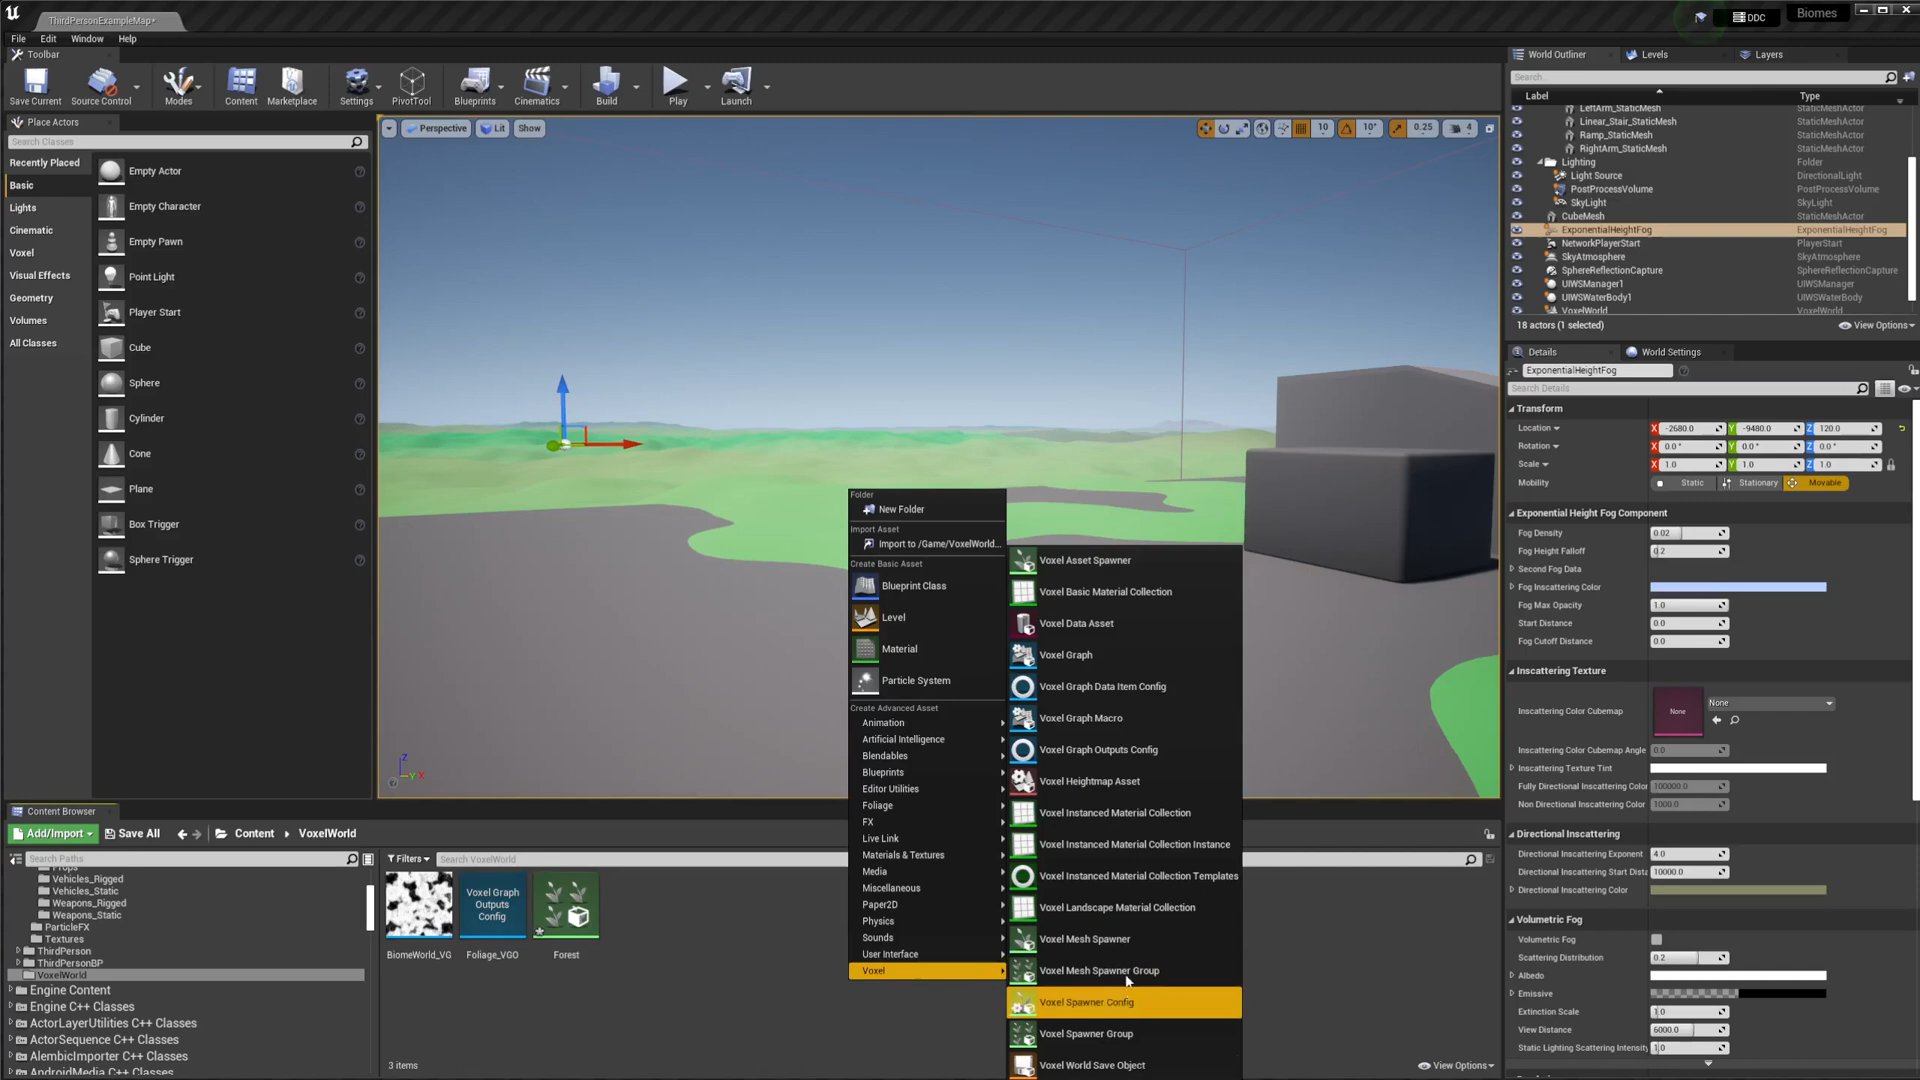 ThirdPersonExampleMap*
DDC
Biomes
File Edit Window Help
Toolbar
Save Current
Source Control
Modes
Content
Marketplace
Settings
PivotTool
Blueprints
Cinematics
Build
Play
Launch
Place Actors
Search Classes
Recently Placed
Basic
Lights
Cinematic
Voxel
Visual Effects
Geometry
Volumes
All Classes
Empty Actor
Empty Character
Empty Pawn
Point Light
Player Start
Cube
Sphere
Cylinder
Cone
Plane
Box Trigger
Sphere Trigger
Perspective
Lit
Show
10
10°
0.25
4
Z
Y
X
Folder
New Folder
Import Asset
Import to /Game/VoxelWorld...
Create Basic Asset
Blueprint Class
Level
Material
Particle System
Create Advanced Asset
Animation
Artificial Intelligence
Blendables
Blueprints
Editor Utilities
Foliage
FX
Live Link
Materials & Textures
Media
Miscellaneous
Paper2D
Physics
Sounds
User Interface
Voxel
Voxel Asset Spawner
Voxel Basic Material Collection
Voxel Data Asset
Voxel Graph
Voxel Graph Data Item Config
Voxel Graph Macro
Voxel Graph Outputs Config
Voxel Heightmap Asset
Voxel Instanced Material Collection
Voxel Instanced Material Collection Instance
Voxel Instanced Material Collection Templates
Voxel Landscape Material Collection
Voxel Mesh Spawner
Voxel Mesh Spawner Group
Voxel Spawner Config
Voxel Spawner Group
Voxel World Save Object
Content Browser
Add/Import
Save All
Content
VoxelWorld
Search Paths
Filters
Search VoxelWorld
Props
Vehicles_Rigged
Vehicles_Static
Weapons_Rigged
Weapons_Static
ParticleFX
Textures
ThirdPerson
ThirdPersonBP
VoxelWorld
Engine Content
Engine C++ Classes
ActorLayerUtilities C++ Classes
ActorSequence C++ Classes
AlembicImporter C++ Classes
AndroidMedia C++ Classes
Voxel Graph
Outputs
Config
BiomeWorld_VG
Foliage_VGO
Forest
3 items
View Options
World Outliner
Levels
Layers
Search...
Label
Type
LeftArm_StaticMesh StaticMeshActor
Linear_Stair_StaticMesh StaticMeshActor
Ramp_StaticMesh StaticMeshActor
RightArm_StaticMesh StaticMeshActor
Lighting Folder
Light Source DirectionalLight
PostProcessVolume PostProcessVolume
SkyLight SkyLight
CubeMesh StaticMeshActor
ExponentialHeightFog ExponentialHeightFog
NetworkPlayerStart PlayerStart
SkyAtmosphere SkyAtmosphere
SphereReflectionCapture SphereReflectionCapture
UIWSManager1 UIWSManager
UIWSWaterBody1 UIWSWaterBody
VoxelWorld VoxelWorld
18 actors (1 selected)
View Options
Details
World Settings
ExponentialHeightFog
Search Details
Transform
Location X -2680.0 Y -9480.0 Z 120.0
Rotation X 0.0° Y 0.0° Z 0.0°
Scale X 1.0 Y 1.0 Z 1.0
Mobility Static Stationary Movable
Exponential Height Fog Component
Fog Density 0.02
Fog Height Falloff 0.2
Second Fog Data
Fog Inscattering Color
Fog Max Opacity 1.0
Start Distance 0.0
Fog Cutoff Distance 0.0
Inscattering Texture
Inscattering Color Cubemap
None
None
Inscattering Color Cubemap Angle 0.0
Inscattering Texture Tint
Fully Directional Inscattering Color 100000.0
Non Directional Inscattering Color 1000.0
Directional Inscattering
Directional Inscattering Exponent 4.0
Directional Inscattering Start Dista 10000.0
Directional Inscattering Color
Volumetric Fog
Volumetric Fog
Scattering Distribution 0.2
Albedo
Emissive
Extinction Scale 1.0
View Distance 6000.0
Static Lighting Scattering Intensity 1.0